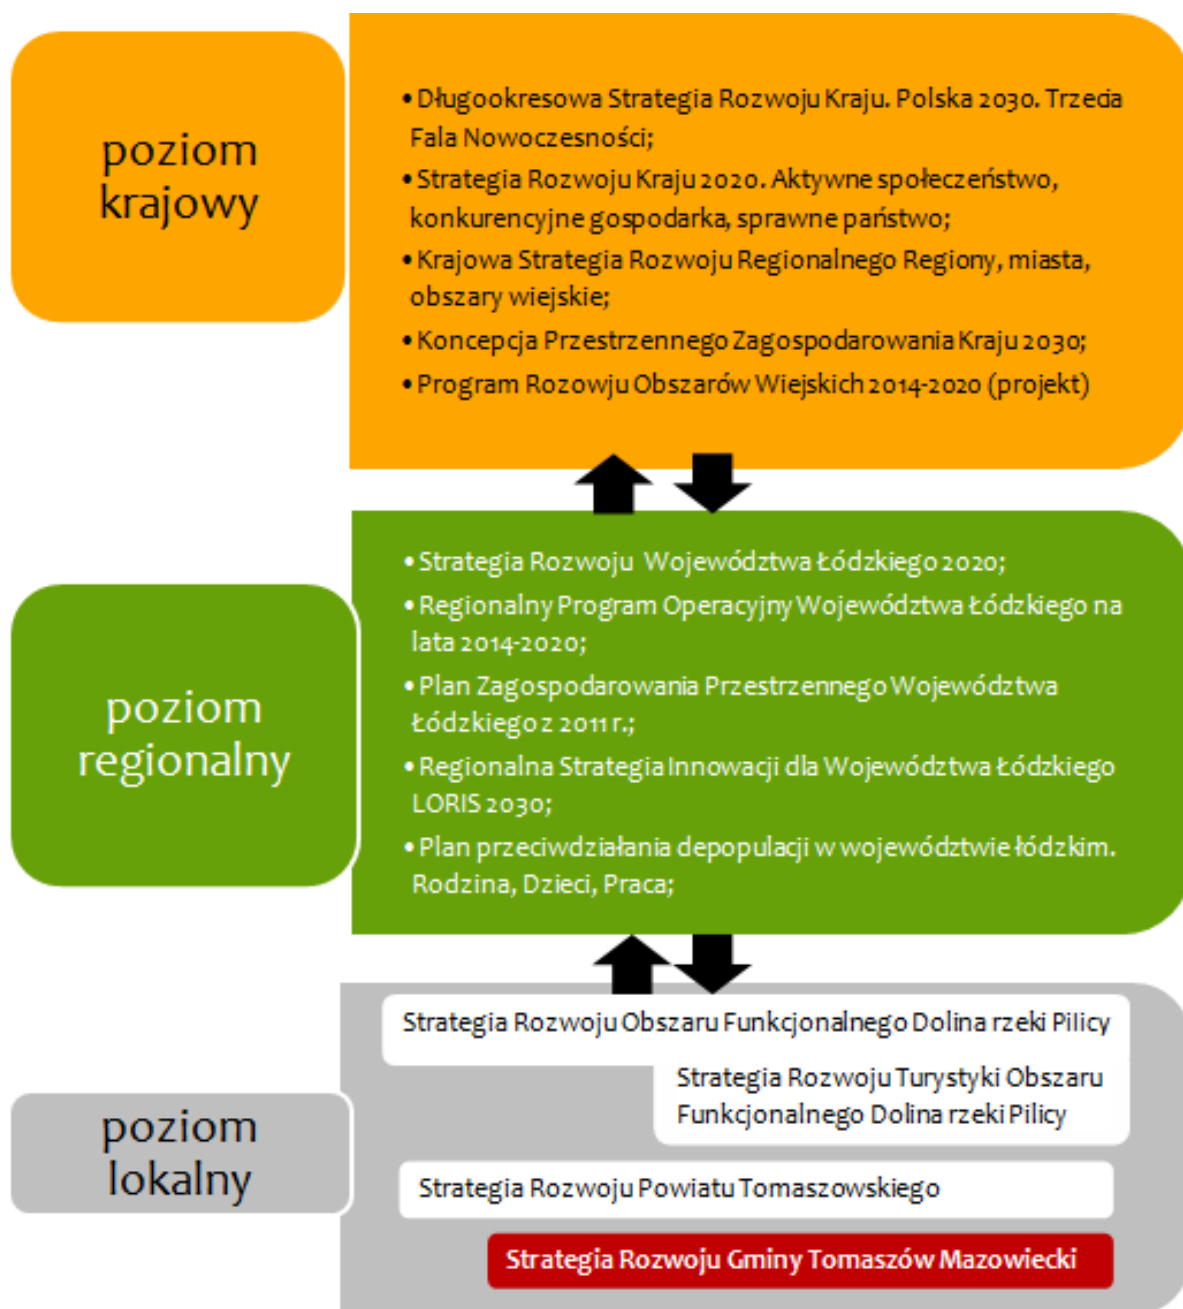 poziom
krajowy
• Długookresowa Strategia Rozwoju Kraju. Polska 2030. Trzecia
Fala Nowoczesności;
• Strategia Rozwoju Kraju 2020. Aktywne społeczeństwo,
konkurencyjne gospodarka, sprawne państwo;
• Krajowa Strategia Rozwoju Regionalnego Regiony, miasta,
obszary wiejskie;
• Koncepcja Przestrzennego Zagospodarowania Kraju 2030;
• Program Rozowju Obszarów Wiejskich 2014-2020 (projekt)
poziom
regionalny
• Strategia Rozwoju Województwa Łódzkiego 2020;
• Regionalny Program Operacyjny Województwa Łódzkiego na
lata 2014-2020;
• Plan Zagospodarowania Przestrzennego Województwa
Łódzkiego z 2011 r.;
• Regionalna Strategia Innowacji dla Województwa Łódzkiego
LORIS 2030;
• Plan przeciwdziałania depopulacji w województwie łódzkim.
Rodzina, Dzieci, Praca;
poziom
lokalny
Strategia Rozwoju Obszaru Funkcjonalnego Dolina rzeki Pilicy
Strategia Rozwoju Turystyki Obszaru
Funkcjonalnego Dolina rzeki Pilicy
Strategia Rozwoju Powiatu Tomaszowskiego
Strategia Rozwoju Gminy Tomaszów Mazowiecki